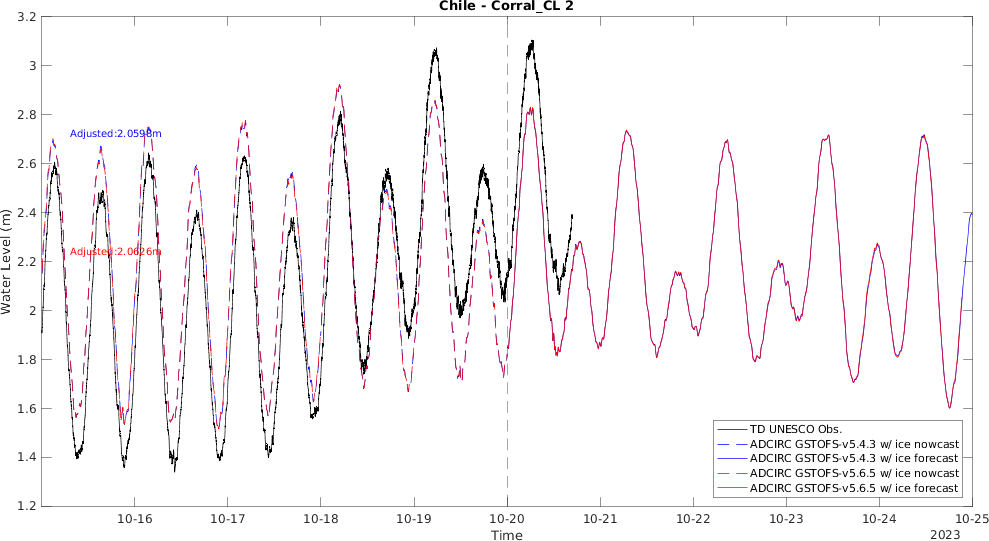 Chile - Corral_CL 2
3.2
3
2.8
2.6
2.4
2.2
2
1.8
1.6
1.4
1.2
Water Level (m)
Adjusted:2.0598m
Adjusted:2.0626m
TD UNESCO Obs.
ADCIRC GSTOFS-v5.4.3 w/ ice nowcast
ADCIRC GSTOFS-v5.4.3 w/ ice forecast
ADCIRC GSTOFS-v5.6.5 w/ ice nowcast
ADCIRC GSTOFS-v5.6.5 w/ ice forecast
10-16 10-17 10-18 10-19 10-20 10-21 10-22 10-23 10-24 10-25
Time
2023